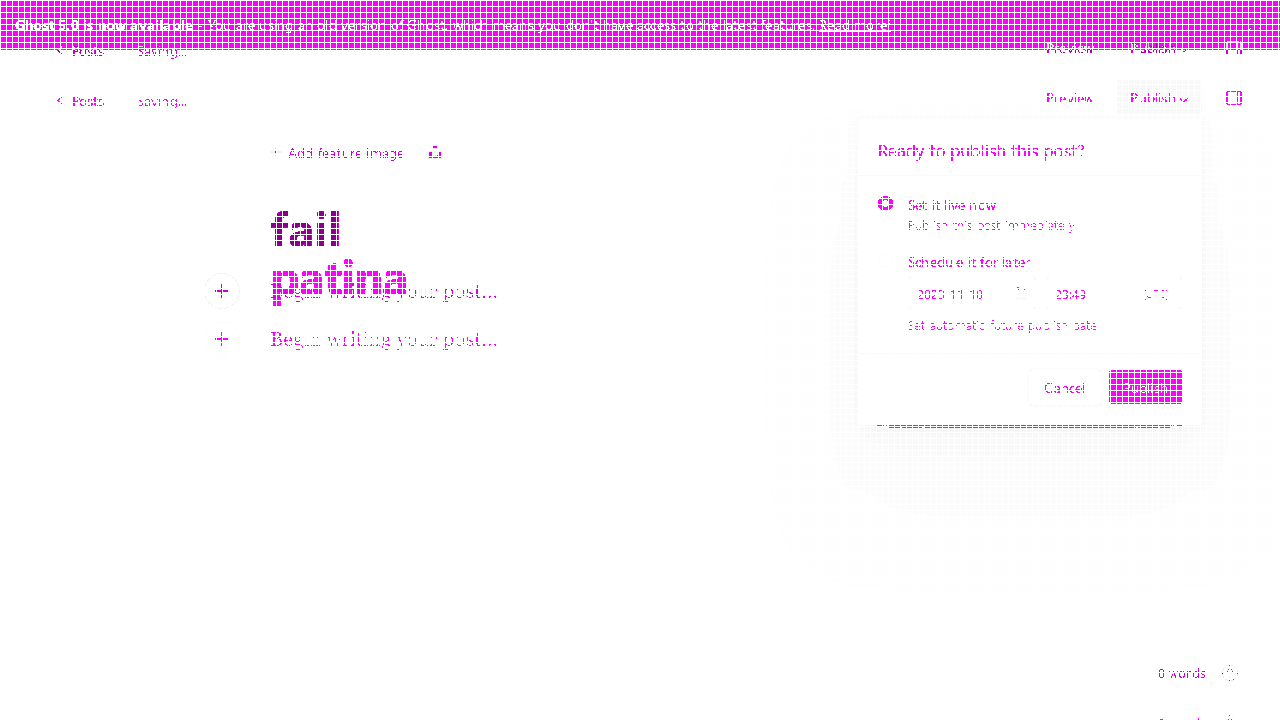 Ghost 5.0 is now available - You are using an old version of Ghost, which means you don't have access to the latest features. Read more!
Posts Saving... Preview Publish
Posts Saving... Preview Publish
Add feature image
Ready to publish this post?
Set it live now
Publish this post immediately
fail
patina
Schedule it for later
Begin writing your post...
23:49 (UTC)
Set automatic future publish date
Begin writing your post...
Cancel Publish
0 words